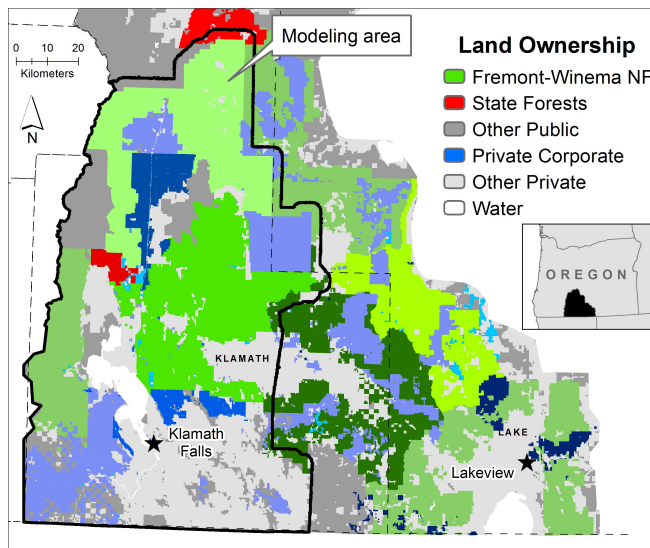 Modeling area
0 10 20
Kilometers
N
Land Ownership
Fremont-Winema NF
State Forests
Other Public
Private Corporate
Other Private
Water
OREGON
KLAMATH
Klamath
Falls
LAKE
Lakeview